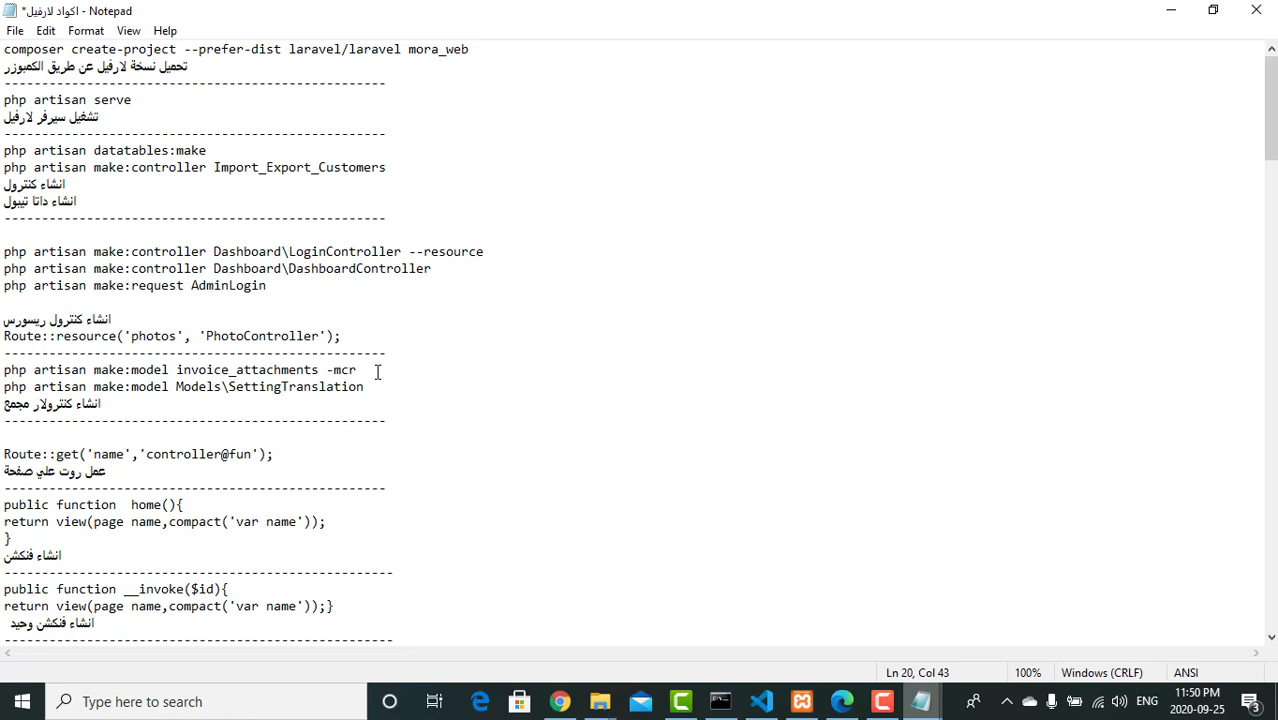 *اكواد لارفيل - Notepad
File Edit Format View Help
composer create-project --prefer-dist laravel/laravel mora_web
تحميل نسخة لارفيل عن طريق الكمبوزر
---------------------------------------------------
php artisan serve
تشغيل سيرفر لارفيل
---------------------------------------------------
php artisan datatables:make
php artisan make:controller Import_Export_Customers
انشاء كنترول
انشاء داتا تيبول
---------------------------------------------------
php artisan make:controller Dashboard\LoginController --resource
php artisan make:controller Dashboard\DashboardController
php artisan make:request AdminLogin
انشاء كنترول ريسورس
Route::resource('photos', 'PhotoController');
---------------------------------------------------
php artisan make:model invoice_attachments -mcr
php artisan make:model Models\SettingTranslation
انشاء كنترولار مجمع
---------------------------------------------------
Route::get('name','controller@fun');
عمل روت علي صفحة
---------------------------------------------------
public function  home(){
return view(page name,compact('var name'));
}
انشاء فنكشن
----------------------------------------------------
public function __invoke($id){
return view(page name,compact('var name'));}
انشاء فنكشن وحيد
----------------------------------------------------
Ln 20, Col 43 100% Windows (CRLF) ANSI
Type here to search
ENG
11:50 PM
2020-09-25
3